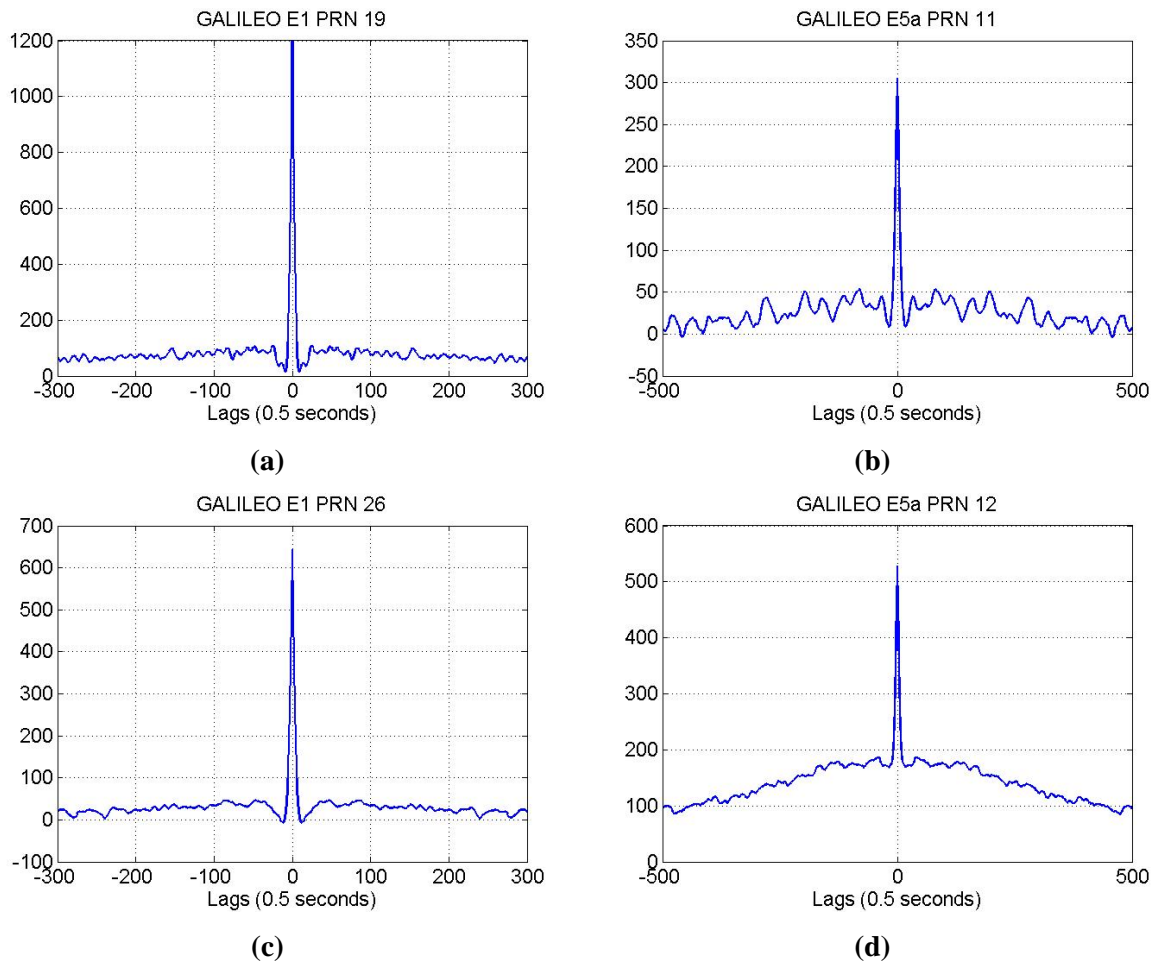 GALILEO E1 PRN 19
1200
1000
800
600
400
200
0
-300 -200 -100 0 100 200 300
Lags (0.5 seconds)
(a)
GALILEO E5a PRN 11
350
300
250
200
150
100
50
0
-50
-500 0 500
Lags (0.5 seconds)
(b)
GALILEO E1 PRN 26
700
600
500
400
300
200
100
0
-100
-300 -200 -100 0 100 200 300
Lags (0.5 seconds)
(c)
GALILEO E5a PRN 12
600
500
400
300
200
100
0
-500 0 500
Lags (0.5 seconds)
(d)